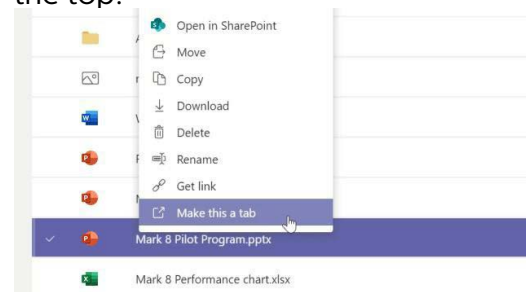 the top.
Open in SharePoint
Move
Copy
Download
Delete
Rename
Get link
Make this a tab
Mark 8 Pilot Program.pptx
Mark 8 Performance chart.xlsx